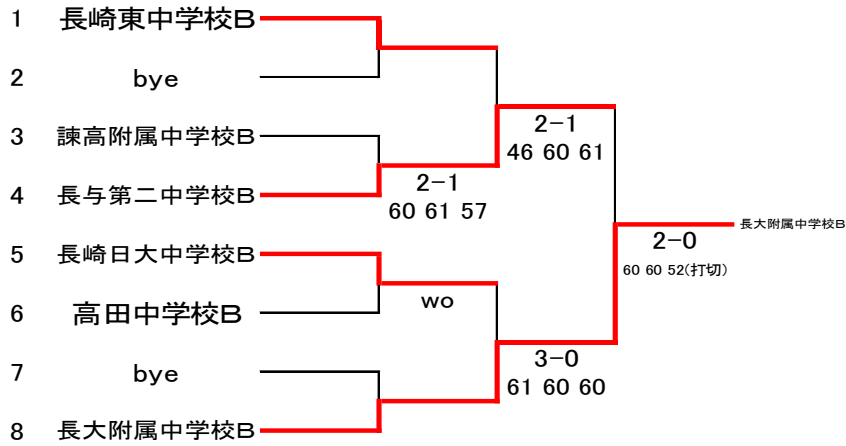 1 長崎東中学校B
2 bye
3 諫高附属中学校B
4 長与第二中学校B
5 長崎日大中学校B
6 高田中学校B
7 bye
8 長大附属中学校B
2-1
60 61 57
wo
2-1
46 60 61
3-0
61 60 60
2-0
60 60 52(打切)
長大附属中学校B